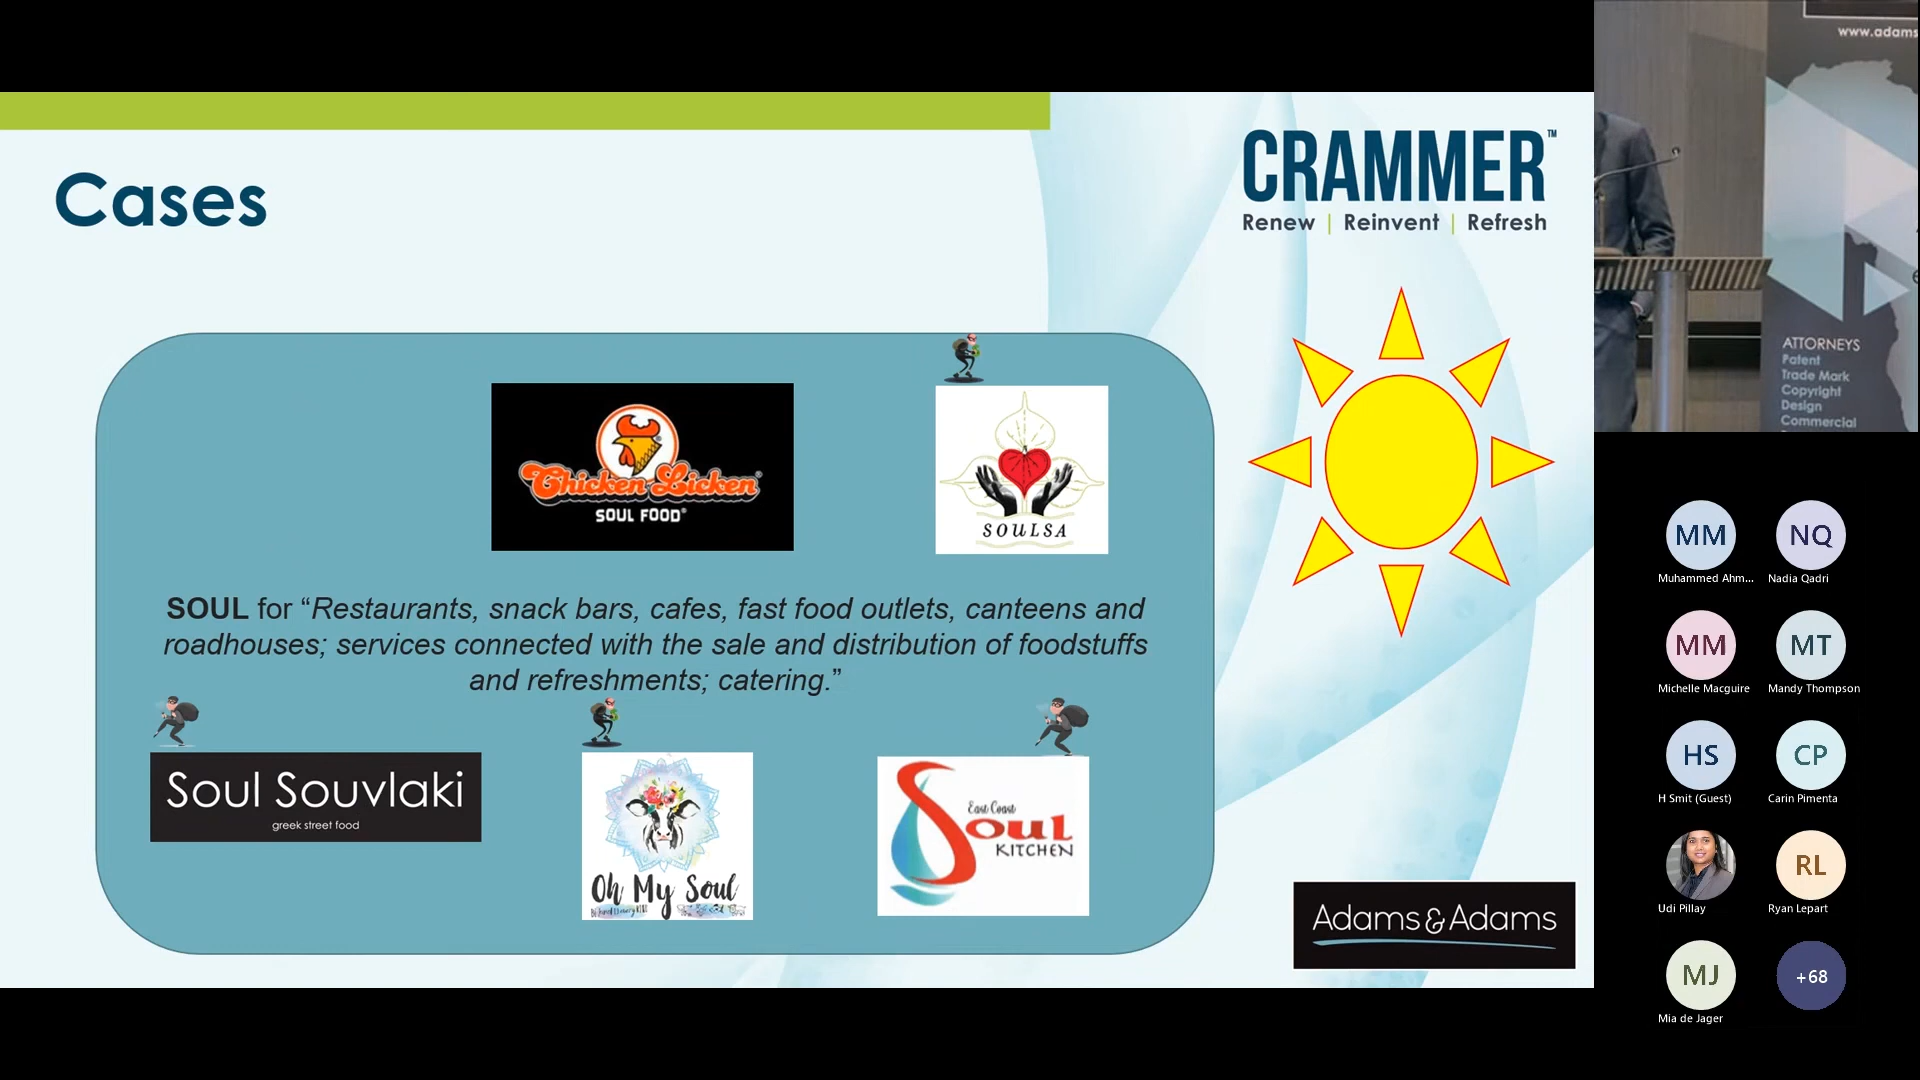 www.adams
CRAMMER™
Renew | Reinvent | Refresh
Cases
Chicken Licken®
SOUL FOOD®
SOULSA
SOUL for “Restaurants, snack bars, cafes, fast food outlets, canteens and
roadhouses; services connected with the sale and distribution of foodstuffs
and refreshments; catering.”
Soul Souvlaki
greek street food
Oh My Soul
East Coast
Soul
KITCHEN
Adams & Adams
ATTORNEYS
Patent
Trade Mark
Copyright
Design
Commercial
MM
Muhammed Ahm...
NQ
Nadia Qadri
MM
Michelle Macguire
MT
Mandy Thompson
HS
H Smit (Guest)
CP
Carin Pimenta
Udi Pillay
RL
Ryan Lepart
MJ
Mia de Jager
+68